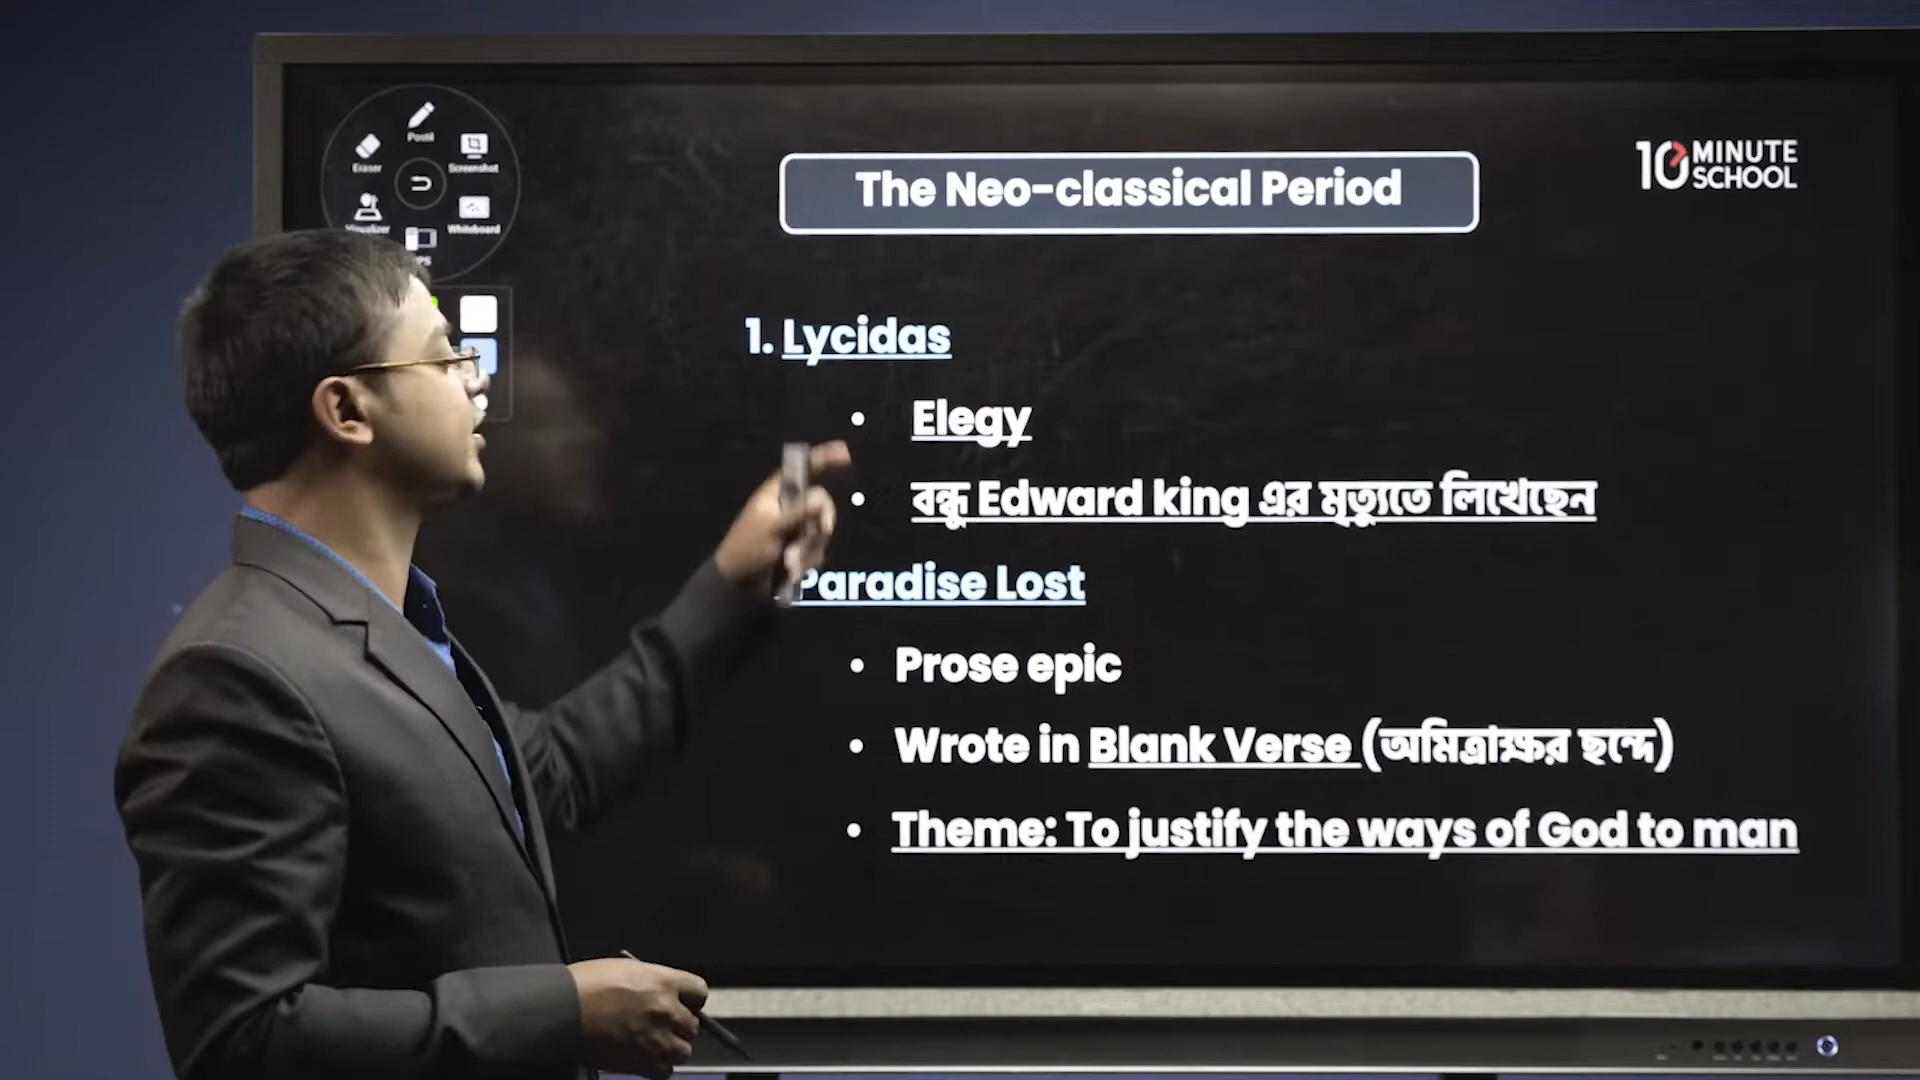 Postil
Eraser
Screenshot
Visualizer
Whiteboard
The Neo-classical Period
10 MINUTE
SCHOOL
1. Lycidas
• Elegy
• বন্ধু Edward king এর মৃত্যুতে লিখেছেন
Paradise Lost
• Prose epic
• Wrote in Blank Verse (অমিত্রাক্ষর ছন্দে)
• Theme: To justify the ways of God to man